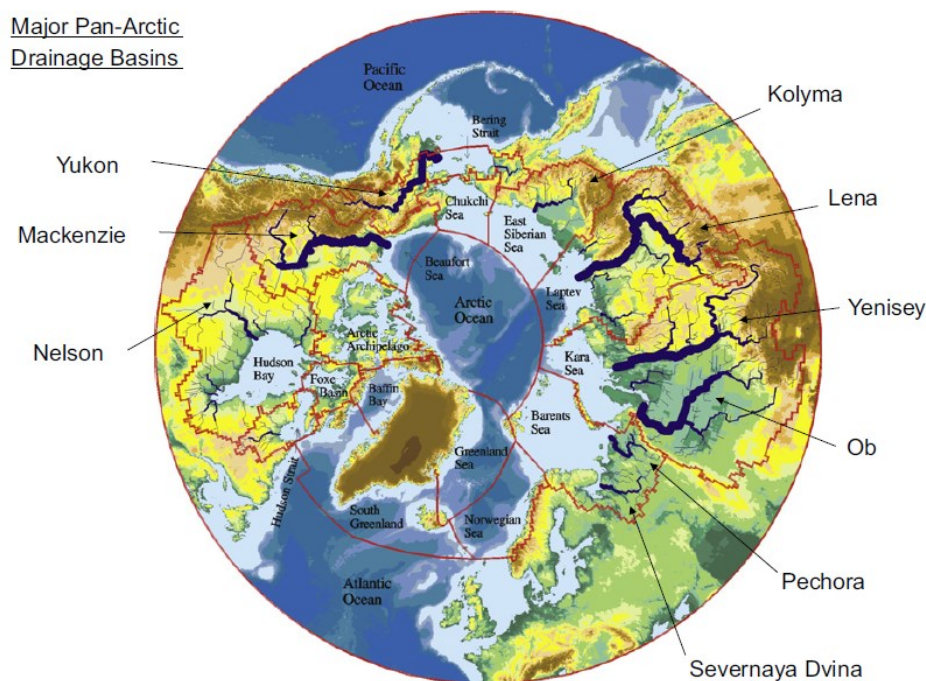 Major Pan-Arctic
Drainage Basins
Pacific
Ocean
Bering
Strait
Kolyma
Yukon
Lena
Chukchi
Sea
East
Siberian
Sea
Mackenzie
Beaufort
Sea
Arctic
Ocean
Laptev
Sea
Yenisey
Nelson
Arctic
Archipelago
Hudson
Bay
Foxe
Basin
Baffin
Bay
Kara
Sea
Barents
Sea
Ob
Greenland
Sea
Hudson Strait
South
Greenland
Norwegian
Sea
Pechora
Atlantic
Ocean
Severnaya Dvina